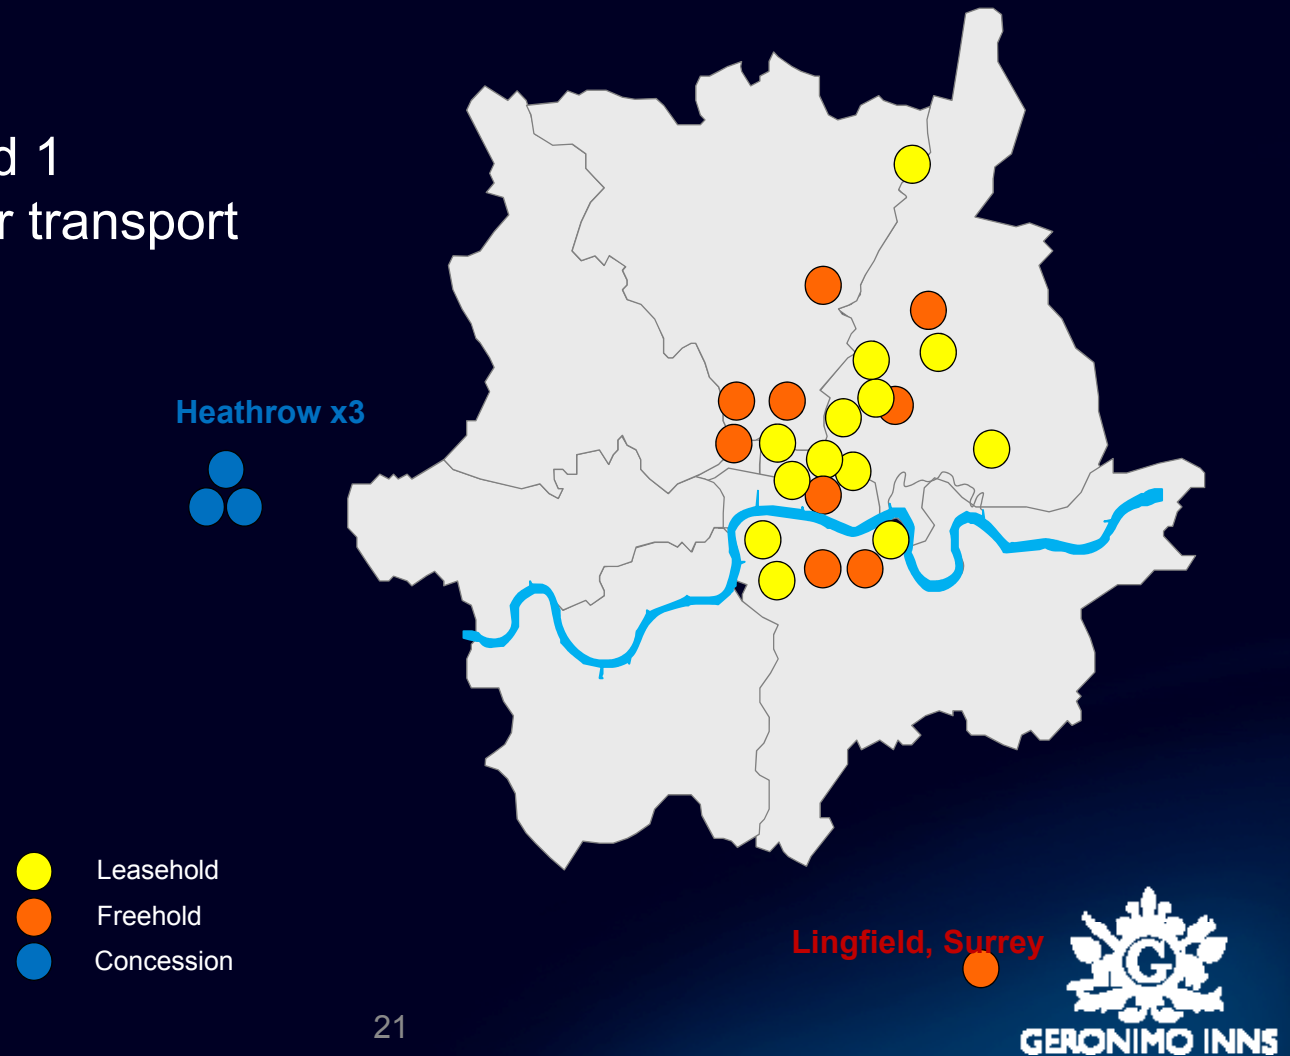 d 1
r transport
Heathrow x3
Leasehold
Freehold
Concession
Lingfield, Surrey
G
GERONIMO INNS
21